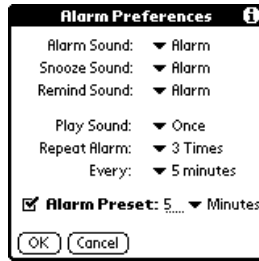 Alarm Preferences i
Alarm Sound: Alarm
Snooze Sound: Alarm
Remind Sound: Alarm
Play Sound: Once
Repeat Alarm: 3 Times
Every: 5 minutes
Alarm Preset: 5 Minutes
OK Cancel